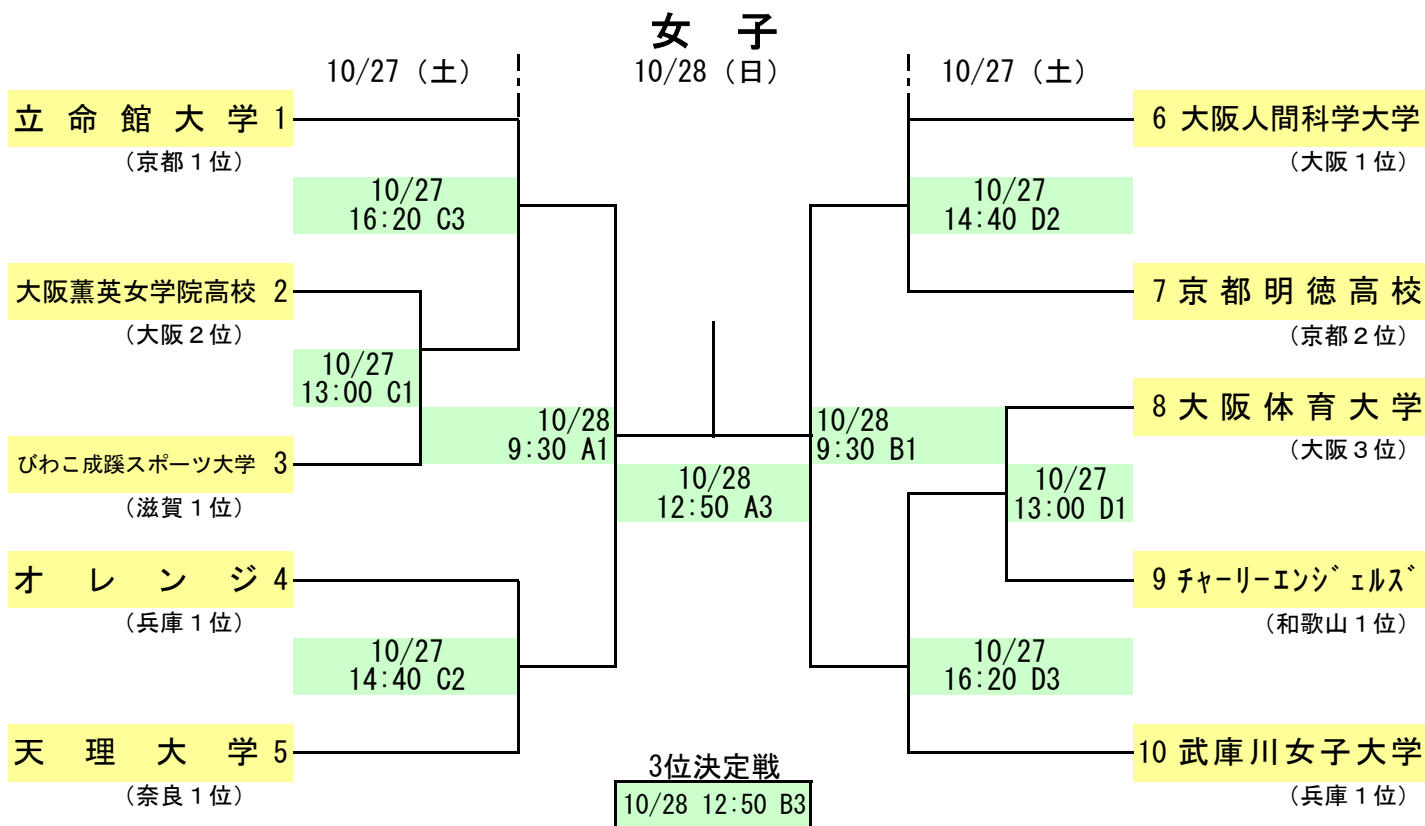 女　子
10/27（土）
10/28（日）
10/27（土）
立命館大学 1
（京都１位）
10/27
16:20 C3
大阪薫英女学院高校 2
（大阪２位）
10/27
13:00 C1
びわこ成蹊スポーツ大学 3
（滋賀１位）
オレンジ 4
（兵庫１位）
10/27
14:40 C2
天理大学 5
（奈良１位）
10/28
9:30 A1
10/28
12:50 A3
10/28
9:30 B1
3位決定戦
10/28 12:50 B3
6 大阪人間科学大学
（大阪１位）
10/27
14:40 D2
7 京都明徳高校
（京都２位）
8 大阪体育大学
（大阪３位）
10/27
13:00 D1
9 ﾁｬｰﾘｰｴﾝｼﾞｪﾙｽﾞ
（和歌山１位）
10/27
16:20 D3
10 武庫川女子大学
（兵庫１位）